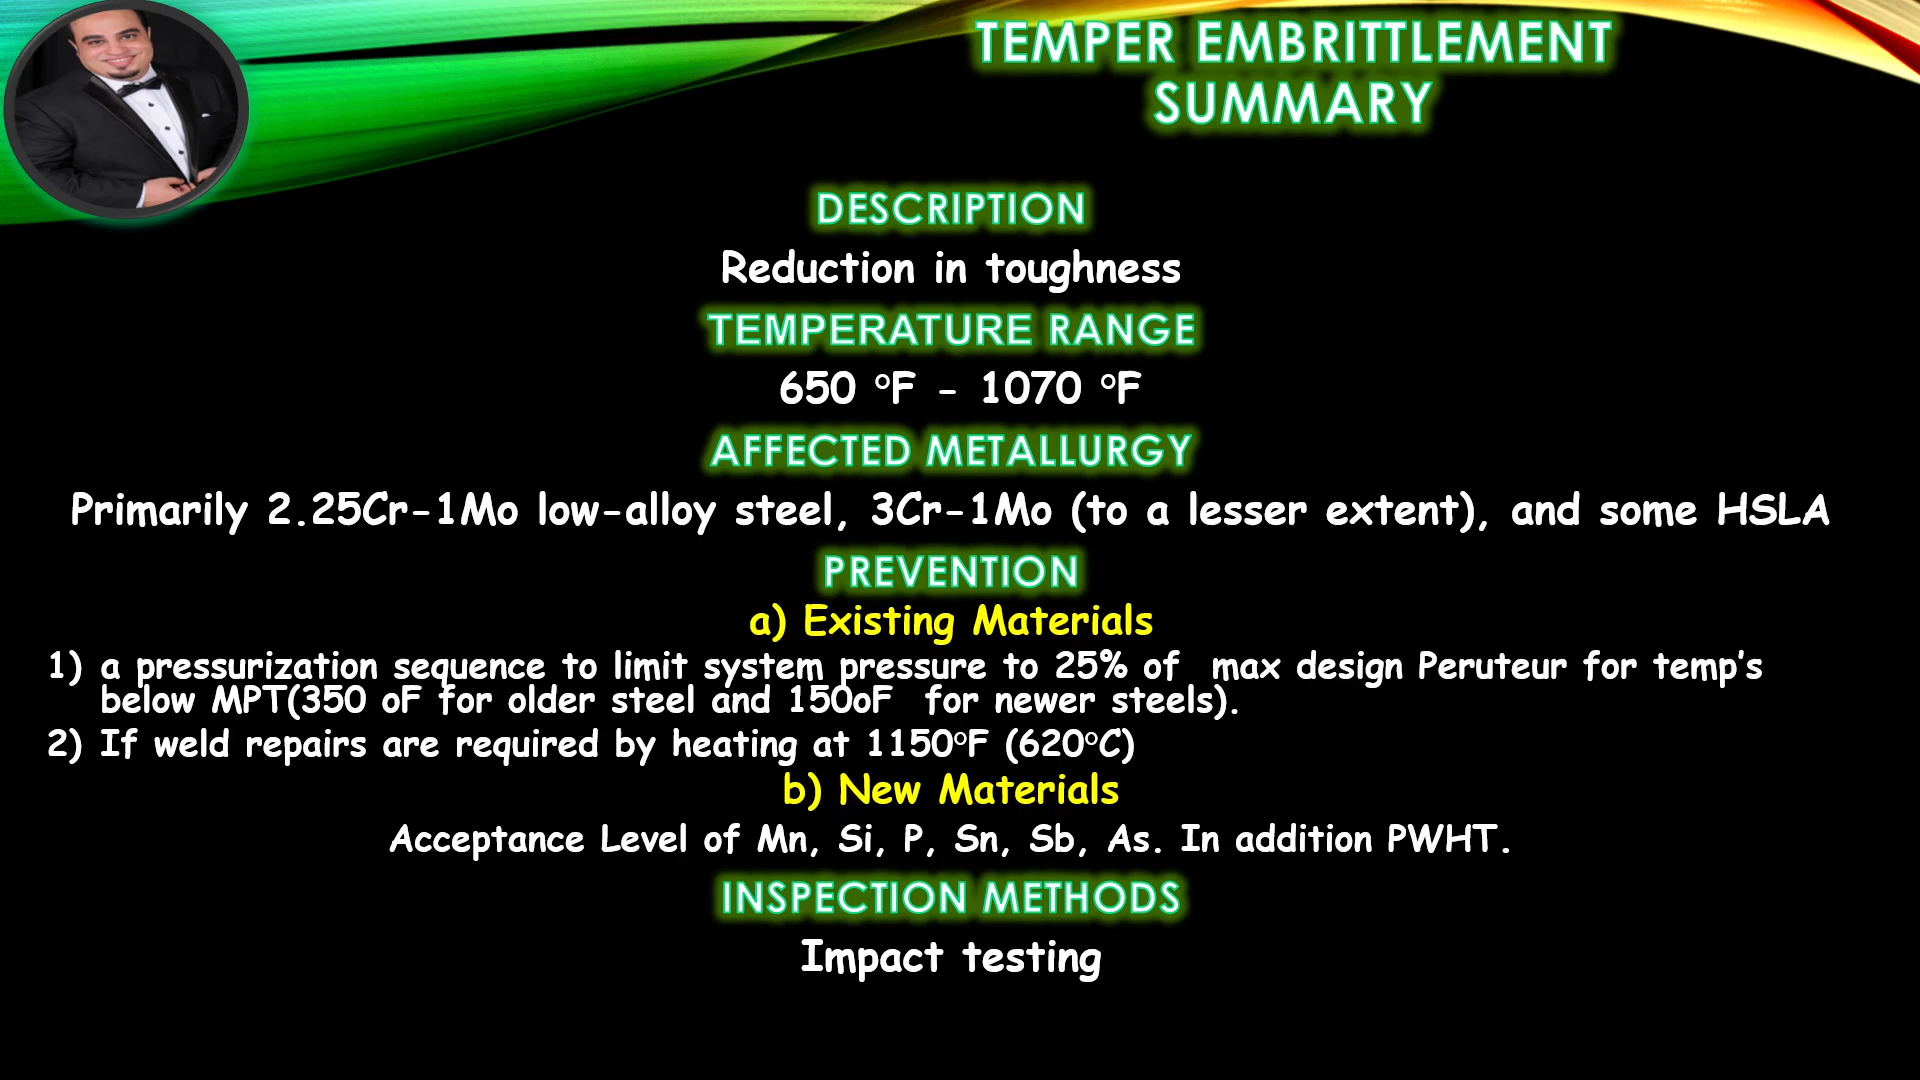 TEMPER EMBRITTLEMENT
SUMMARY
DESCRIPTION
Reduction in toughness
TEMPERATURE RANGE
650 °F - 1070 °F
AFFECTED METALLURGY
Primarily 2.25Cr-1Mo low-alloy steel, 3Cr-1Mo (to a lesser extent), and some HSLA
PREVENTION
a) Existing Materials
1) a pressurization sequence to limit system pressure to 25% of max design Peruteur for temp's
below MPT(350 oF for older steel and 150oF for newer steels).
2) If weld repairs are required by heating at 1150°F (620°C)
b) New Materials
Acceptance Level of Mn, Si, P, Sn, Sb, As. In addition PWHT.
INSPECTION METHODS
Impact testing